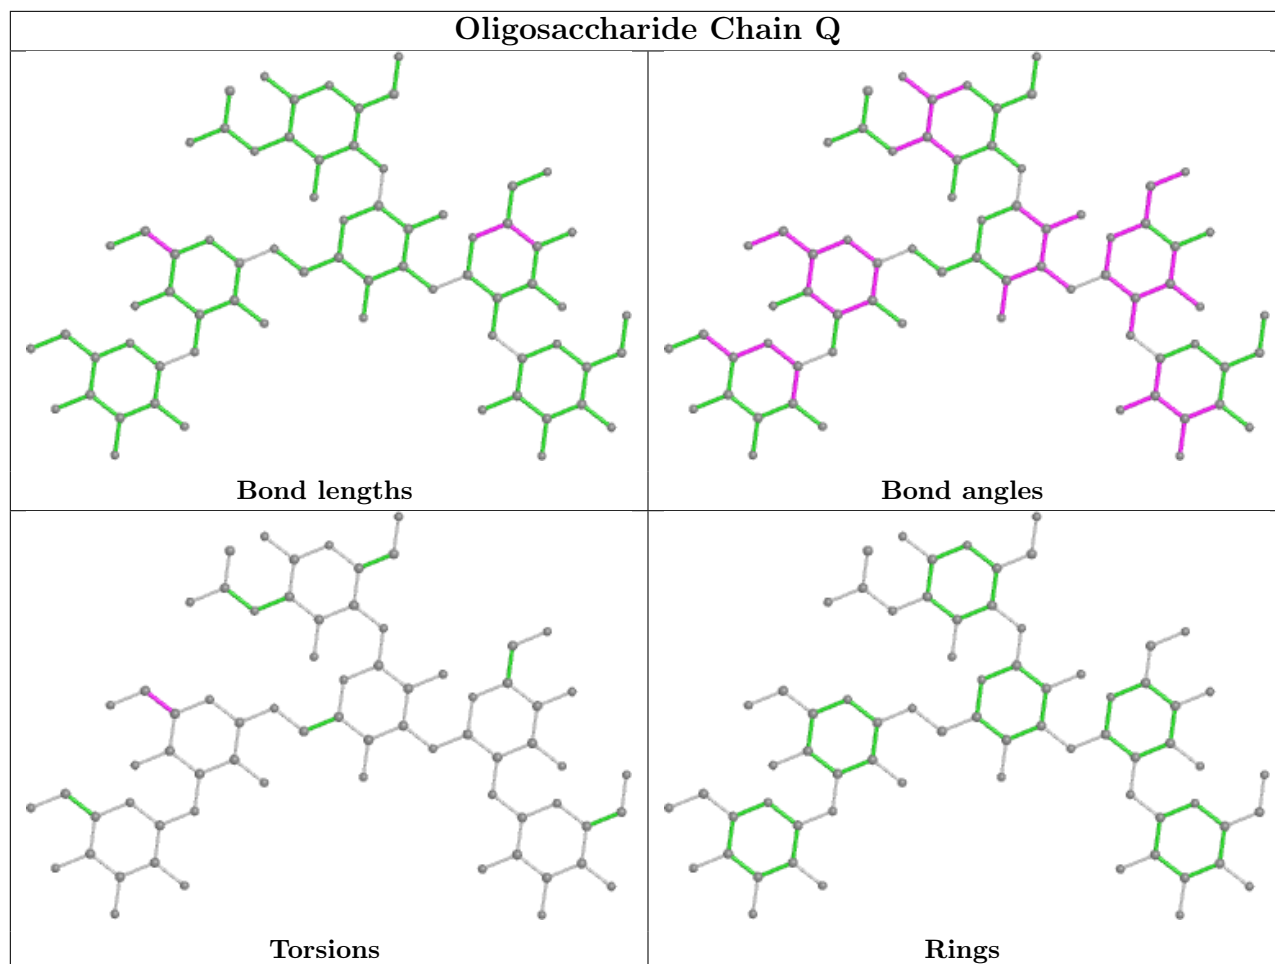 Oligosaccharide Chain Q
Bond lengths
Bond angles
Torsions
Rings